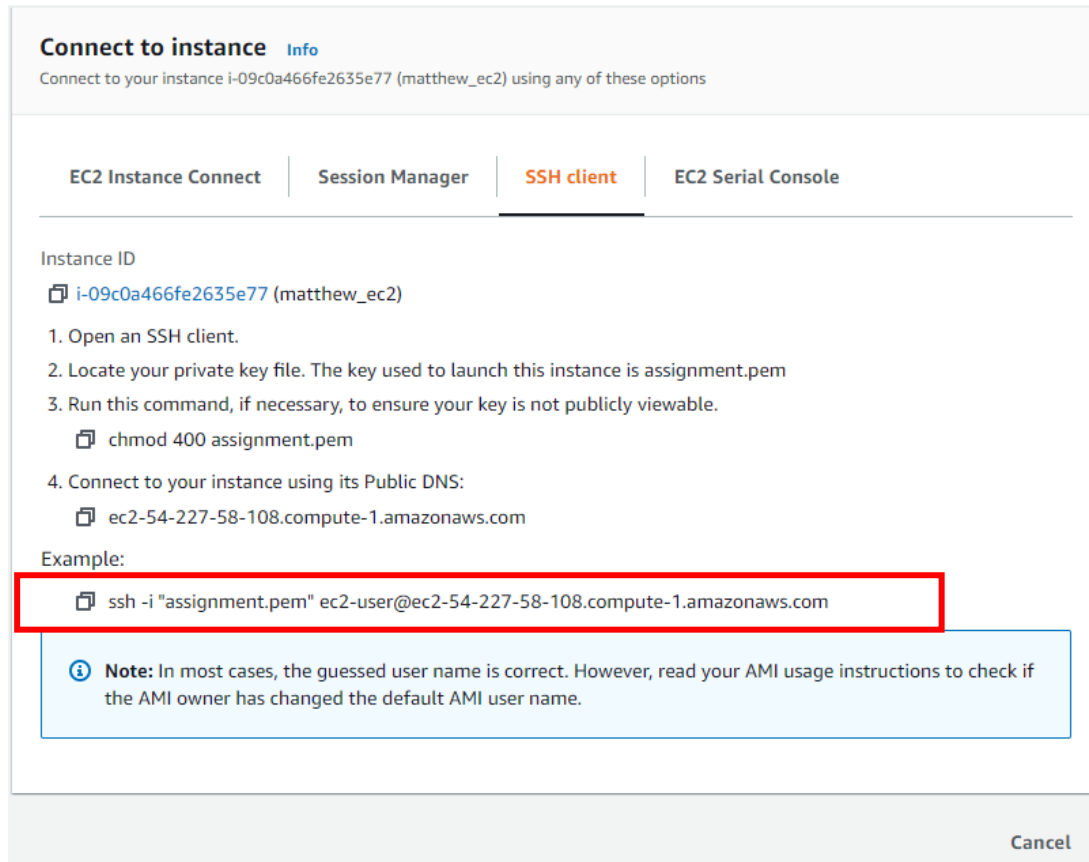 Connect to instance Info
Connect to your instance i-09c0a466fe2635e77 (matthew_ec2) using any of these options
EC2 Instance Connect Session Manager SSH client EC2 Serial Console
Instance ID
i-09c0a466fe2635e77 (matthew_ec2)
1. Open an SSH client.
2. Locate your private key file. The key used to launch this instance is assignment.pem
3. Run this command, if necessary, to ensure your key is not publicly viewable.
chmod 400 assignment.pem
4. Connect to your instance using its Public DNS:
ec2-54-227-58-108.compute-1.amazonaws.com
Example:
ssh -i "assignment.pem" ec2-user@ec2-54-227-58-108.compute-1.amazonaws.com
Note: In most cases, the guessed user name is correct. However, read your AMI usage instructions to check if
the AMI owner has changed the default AMI user name.
Cancel